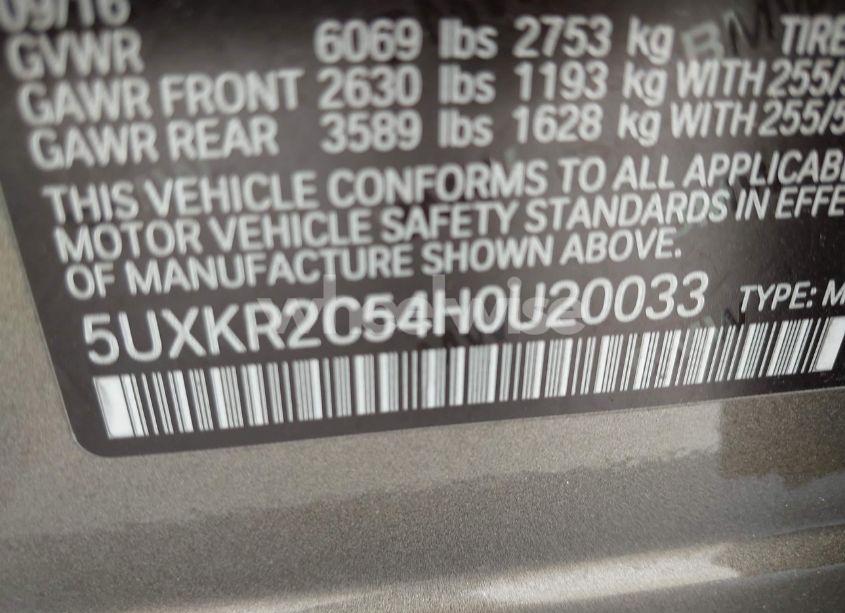 09/16
GVWR 6069 lbs 2753 kg TIRE
GAWR FRONT 2630 lbs 1193 kg WITH 255/5
GAWR REAR 3589 lbs 1628 kg WITH 255/5
THIS VEHICLE CONFORMS TO ALL APPLICABL
MOTOR VEHICLE SAFETY STANDARDS IN EFFE
OF MANUFACTURE SHOWN ABOVE.
5UXKR2C54H0U20033 TYPE: M
wheelwise